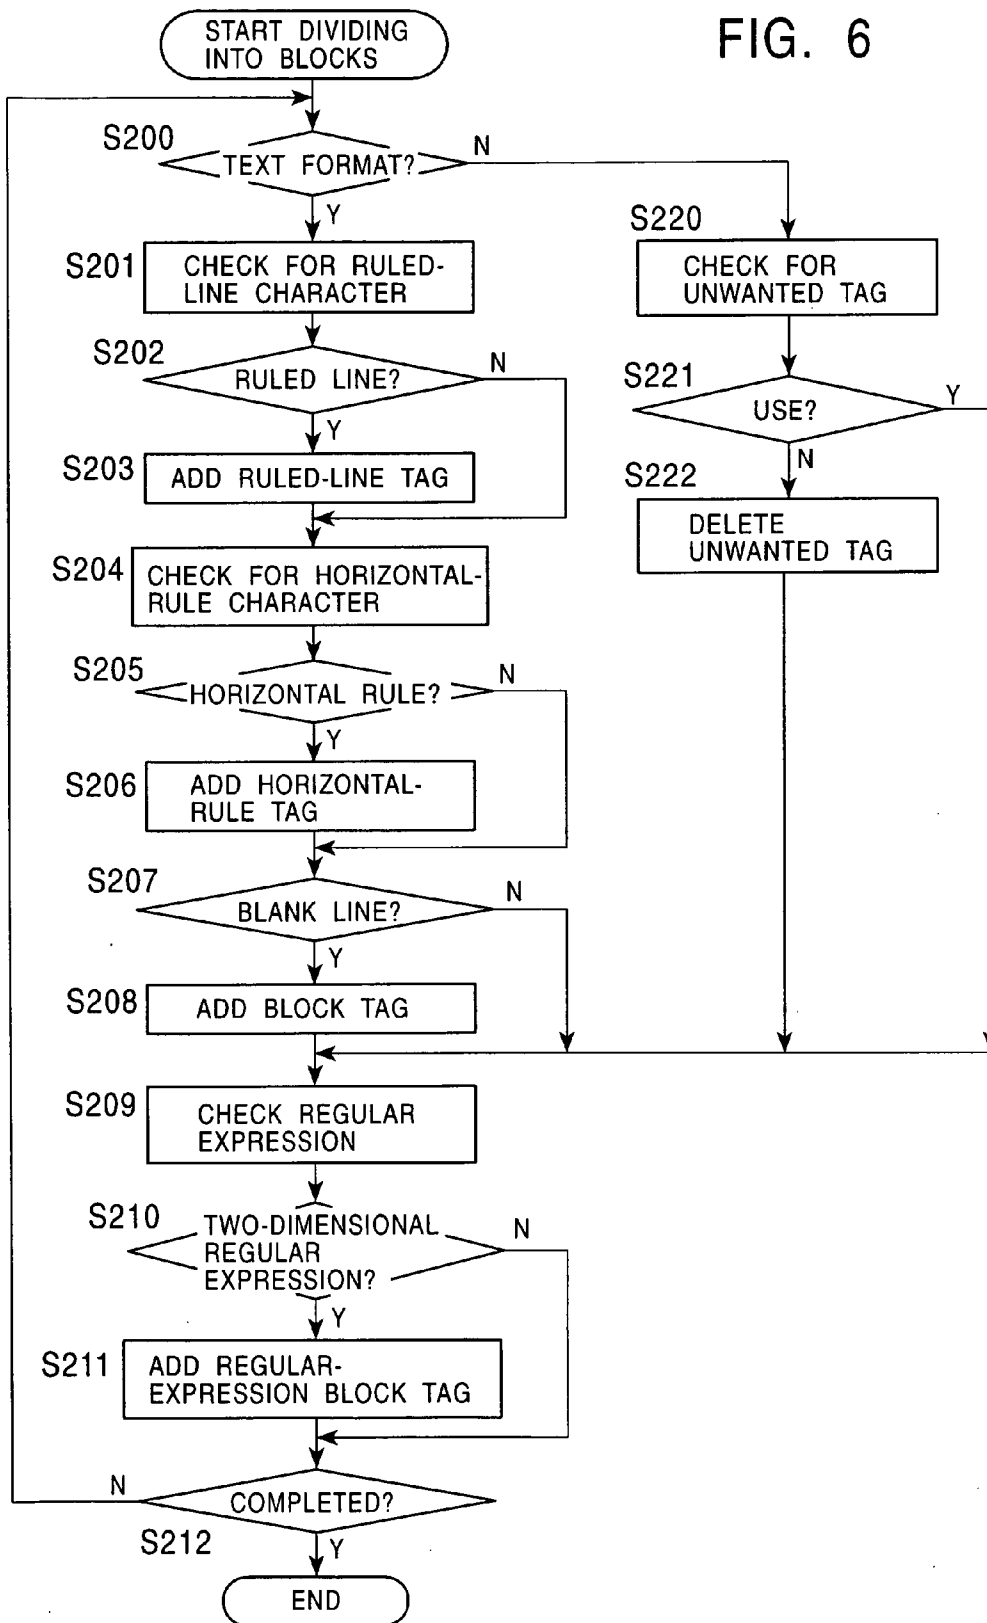 FIG. 6
START DIVIDING
INTO BLOCKS
S200
TEXT FORMAT?
N
Y
S201
CHECK FOR RULED-
LINE CHARACTER
S202
RULED LINE?
N
Y
S203
ADD RULED-LINE TAG
S204
CHECK FOR HORIZONTAL-
RULE CHARACTER
S205
HORIZONTAL RULE?
N
Y
S206
ADD HORIZONTAL-
RULE TAG
S207
BLANK LINE?
N
Y
S208
ADD BLOCK TAG
S220
CHECK FOR
UNWANTED TAG
S221
USE?
Y
N
S222
DELETE
UNWANTED TAG
S209
CHECK REGULAR
EXPRESSION
S210
TWO-DIMENSIONAL
REGULAR
EXPRESSION?
N
Y
S211
ADD REGULAR-
EXPRESSION BLOCK TAG
N
COMPLETED?
S212
Y
END